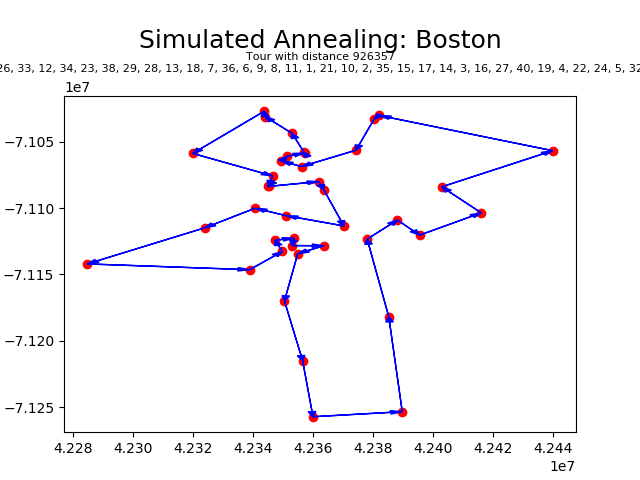 Simulated Annealing: Boston
Tour with distance 926357
26, 33, 12, 34, 23, 38, 29, 28, 13, 18, 7, 36, 6, 9, 8, 11, 1, 21, 10, 2, 35, 15, 17, 14, 3, 16, 27, 40, 19, 4, 22, 24, 5, 32
1e7
−7.105
−7.110
−7.115
−7.120
−7.125
4.228 4.230 4.232 4.234 4.236 4.238 4.240 4.242 4.244
1e7